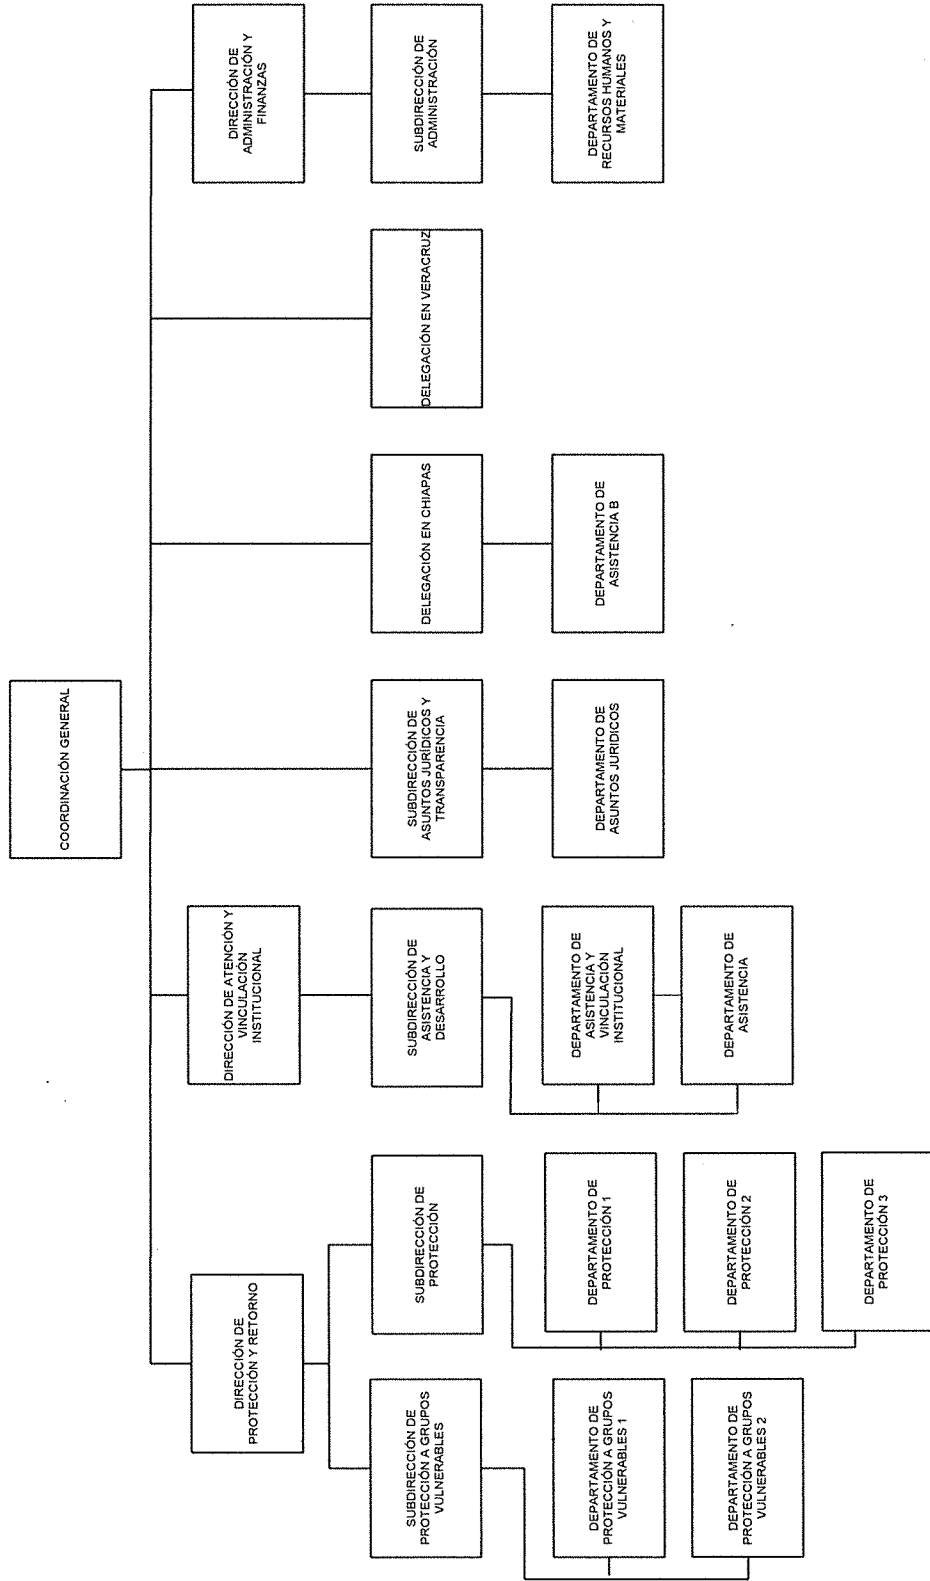 COORDINACIÓN GENERAL
DIRECCIÓN DE
PROTECCIÓN Y RETORNO
DIRECCIÓN DE ATENCIÓN Y
VINCULACIÓN
INSTITUCIONAL
DIRECCIÓN DE
ADMINISTRACIÓN Y
FINANZAS
SUBDIRECCIÓN DE
PROTECCIÓN A GRUPOS
VULNERABLES
SUBDIRECCIÓN DE
PROTECCIÓN
SUBDIRECCIÓN DE
ASISTENCIA Y
DESARROLLO
SUBDIRECCIÓN DE
ASUNTOS JURÍDICOS Y
TRANSPARENCIA
DELEGACIÓN EN CHIAPAS
DELEGACIÓN EN VERACRUZ
SUBDIRECCIÓN DE
ADMINISTRACIÓN
DEPARTAMENTO DE
PROTECCIÓN A GRUPOS
VULNERABLES 1
DEPARTAMENTO DE
PROTECCIÓN 1
DEPARTAMENTO DE
ASISTENCIA Y
VINCULACIÓN
INSTITUCIONAL
DEPARTAMENTO DE
ASUNTOS JURIDICOS
DEPARTAMENTO DE
ASISTENCIA B
DEPARTAMENTO DE
RECURSOS HUMANOS Y
MATERIALES
DEPARTAMENTO DE
PROTECCIÓN A GRUPOS
VULNERABLES 2
DEPARTAMENTO DE
PROTECCIÓN 2
DEPARTAMENTO DE
ASISTENCIA
DEPARTAMENTO DE
PROTECCIÓN 3